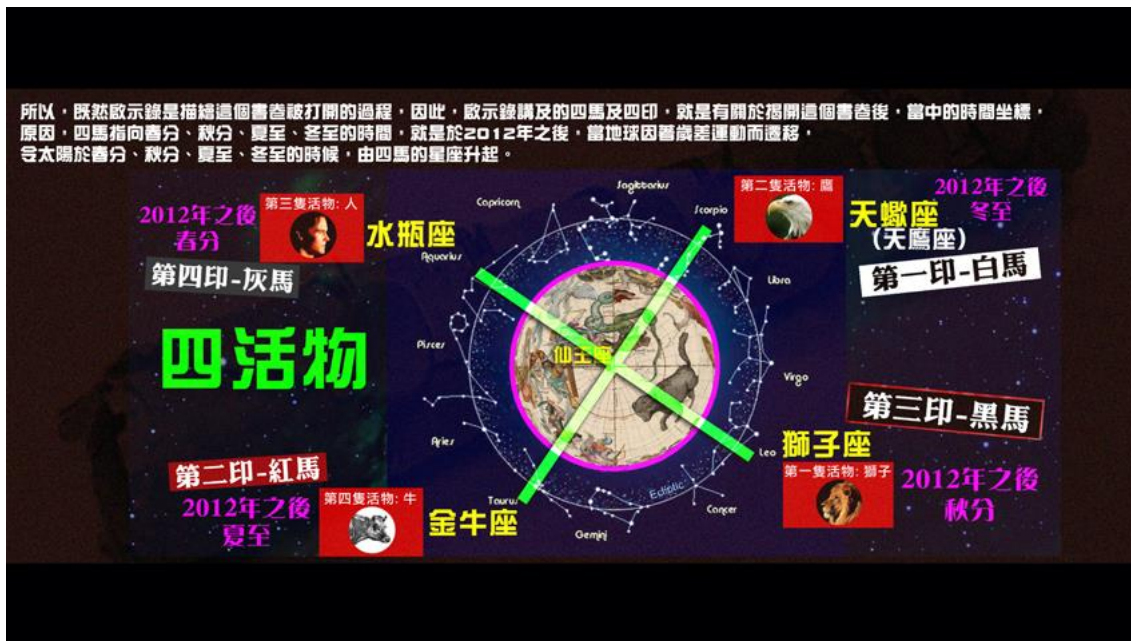 所以，既然啟示錄是描繪這個書卷被打開的過程，因此，啟示錄講及的四馬及四印，就是有關於揭開這個書卷後，當中的時間坐標，
原因，四馬指向春分、秋分、夏至、冬至的時間，就是於2012年之後，當地球因著歲差運動而遷移，
令太陽於春分、秋分、夏至、冬至的時候，由四馬的星座升起。
2012年之後
春分
第三隻活物: 人
水瓶座
第四印-灰馬
四活物
第二印-紅馬
2012年之後
夏至
第四隻活物: 牛
金牛座
Capricorn
Sagittarius
Scorpio
Aquarius
Libra
Pisces
仙王座
Virgo
Aries
Leo
Taurus
Ecliptic
Cancer
Gemini
第二隻活物: 鷹
天蠍座
(天鷹座)
2012年之後
冬至
第一印-白馬
第三印-黑馬
獅子座
第一隻活物: 獅子
2012年之後
秋分